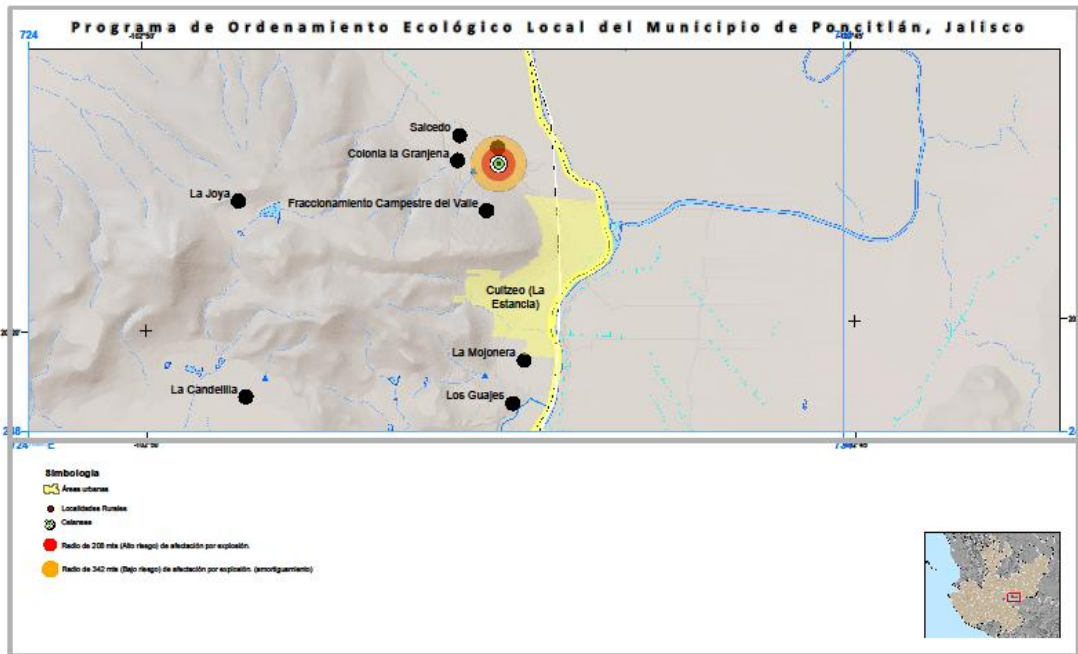 Programa de Ordenamiento Ecológico Local del Municipio de Poncitlán, Jalisco
724
Salcedo
Colonia la Granjena
La Joya
Fraccionamiento Campestre del Valle
Cuitzeo (La
Estancia)
La Mojonera
La Candelilla
Los Guajes
Simbología
Áreas urbanas
Localidades Rurales
Celanese
Radio de 208 mts (Alto riesgo) de afectación por explosión.
Radio de 342 mts (Bajo riesgo) de afectación por explosión. (amortiguamiento)